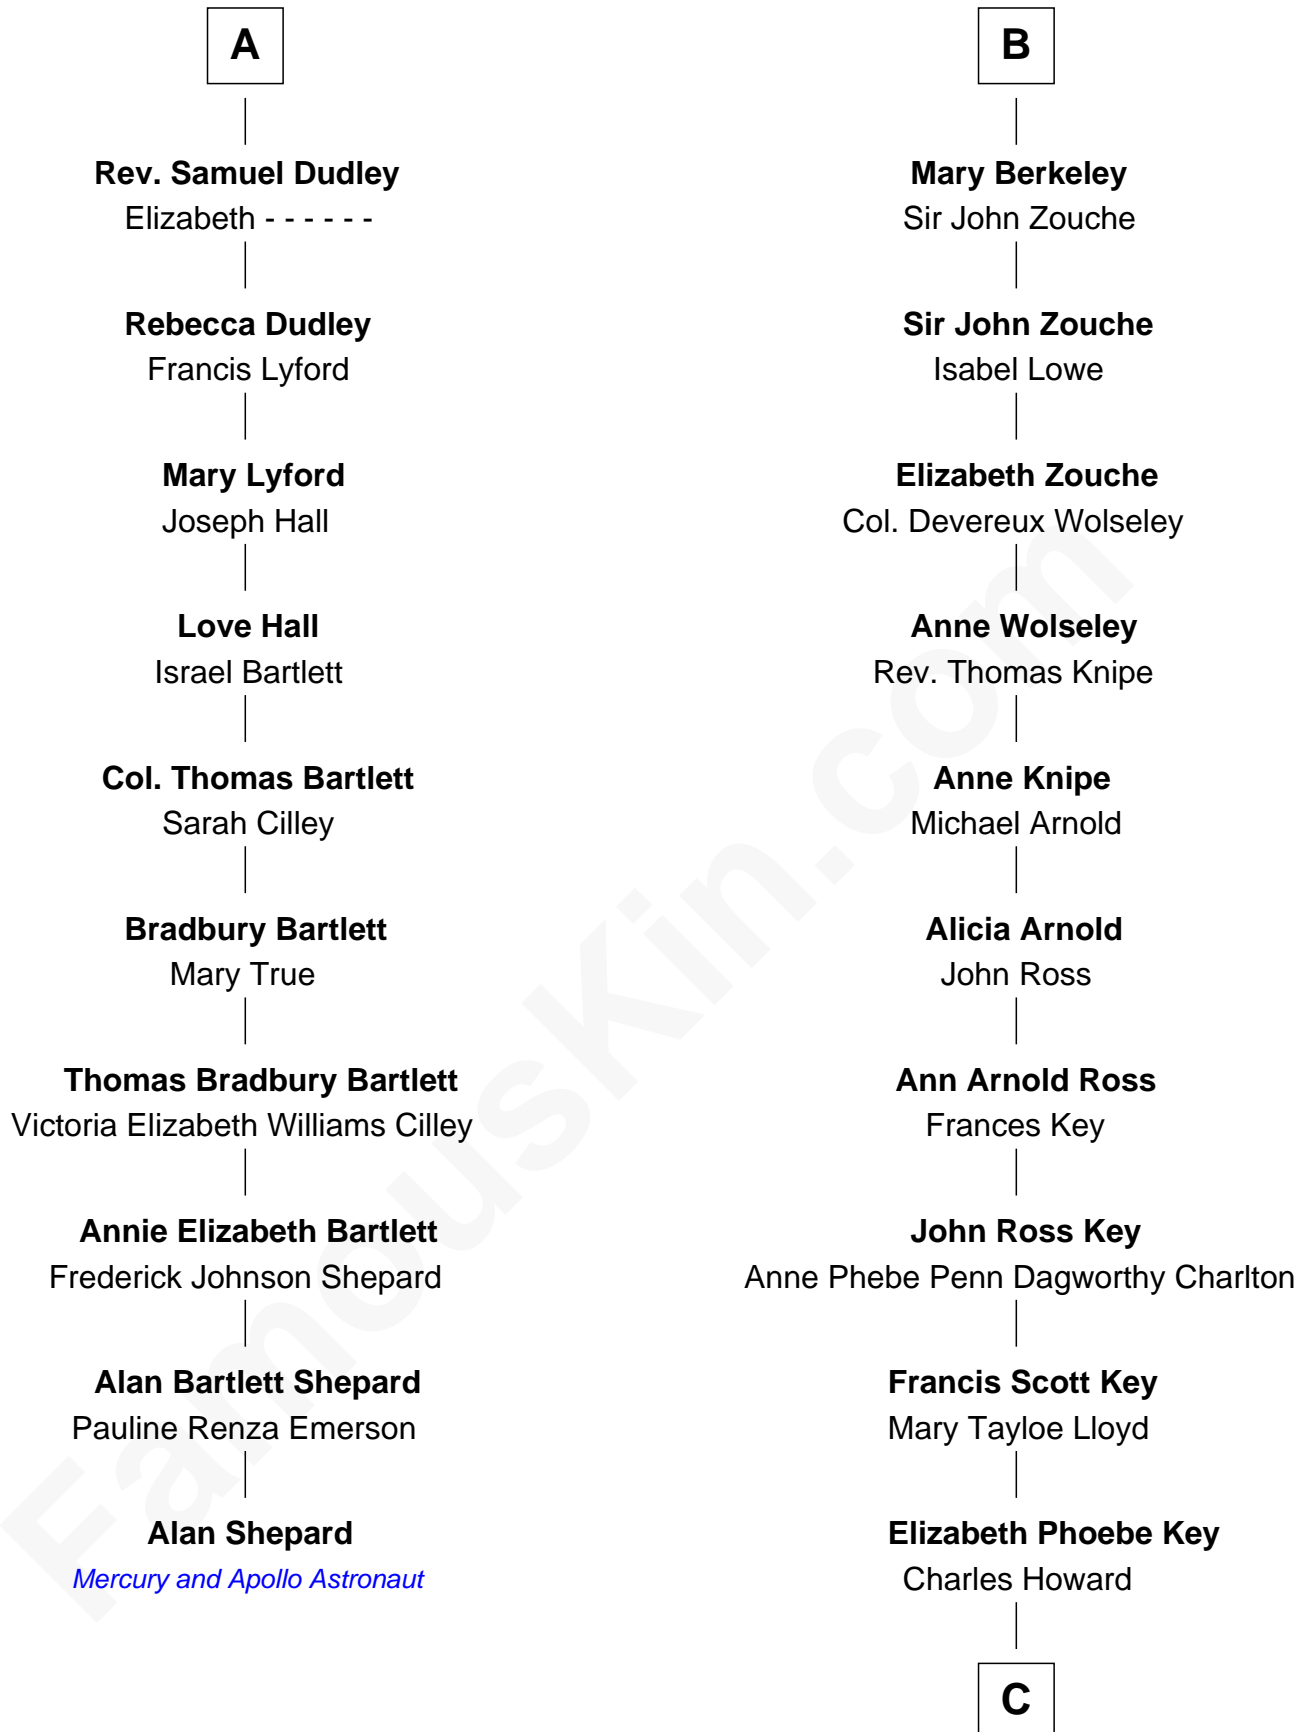 A
Rev. Samuel Dudley
Elizabeth - - - - - -
Rebecca Dudley
Francis Lyford
Mary Lyford
Joseph Hall
Love Hall
Israel Bartlett
Col. Thomas Bartlett
Sarah Cilley
Bradbury Bartlett
Mary True
Thomas Bradbury Bartlett
Victoria Elizabeth Williams Cilley
Annie Elizabeth Bartlett
Frederick Johnson Shepard
Alan Bartlett Shepard
Pauline Renza Emerson
Alan Shepard
Mercury and Apollo Astronaut
B
Mary Berkeley
Sir John Zouche
Sir John Zouche
Isabel Lowe
Elizabeth Zouche
Col. Devereux Wolseley
Anne Wolseley
Rev. Thomas Knipe
Anne Knipe
Michael Arnold
Alicia Arnold
John Ross
Ann Arnold Ross
Frances Key
John Ross Key
Anne Phebe Penn Dagworthy Charlton
Francis Scott Key
Mary Tayloe Lloyd
Elizabeth Phoebe Key
Charles Howard
C
FamousKin.com